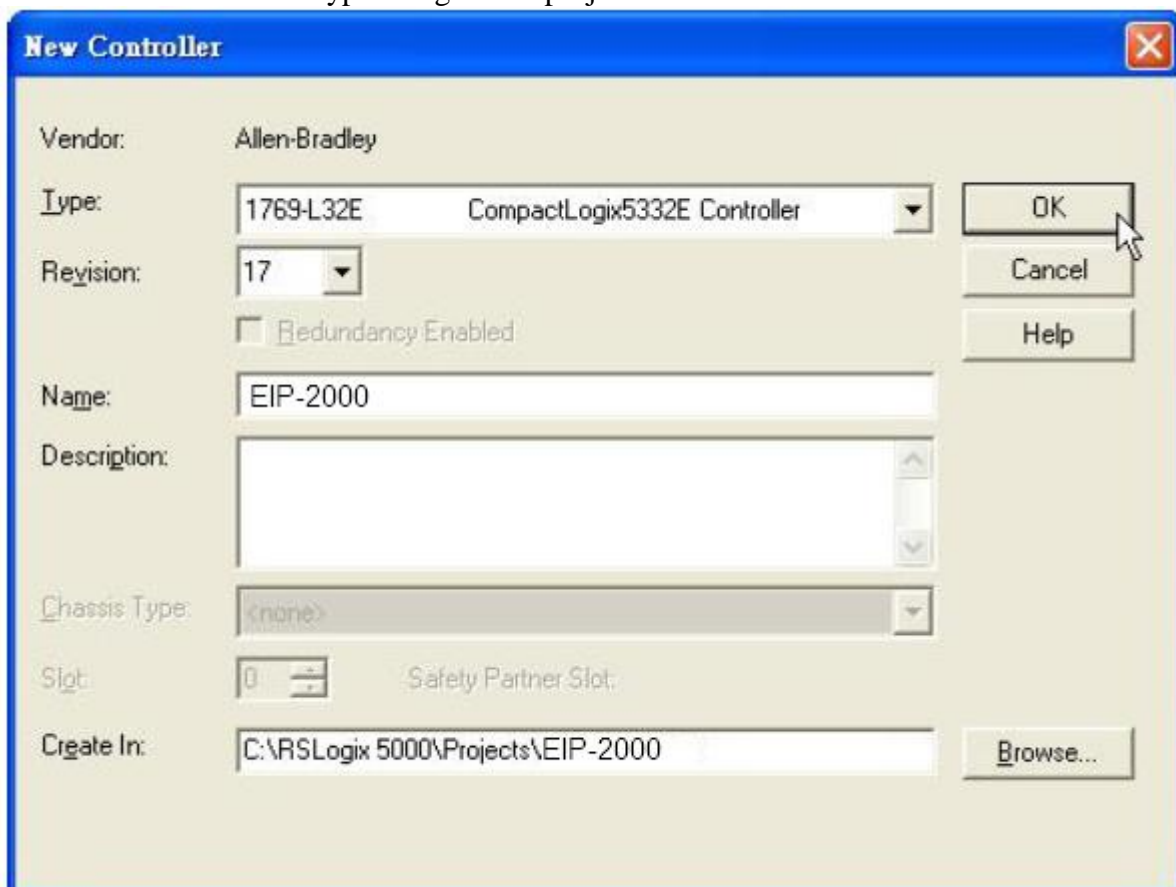 New Controller
Vendor: Allen-Bradley
Type: 1769-L32E CompactLogix5332E Controller OK
Revision: 17 Cancel
Redundancy Enabled Help
Name: EIP-2000
Description:
Chassis Type: <none>
Slot: 0 Safety Partner Slot:
Create In: C:\RSLogix 5000\Projects\EIP-2000 Browse...